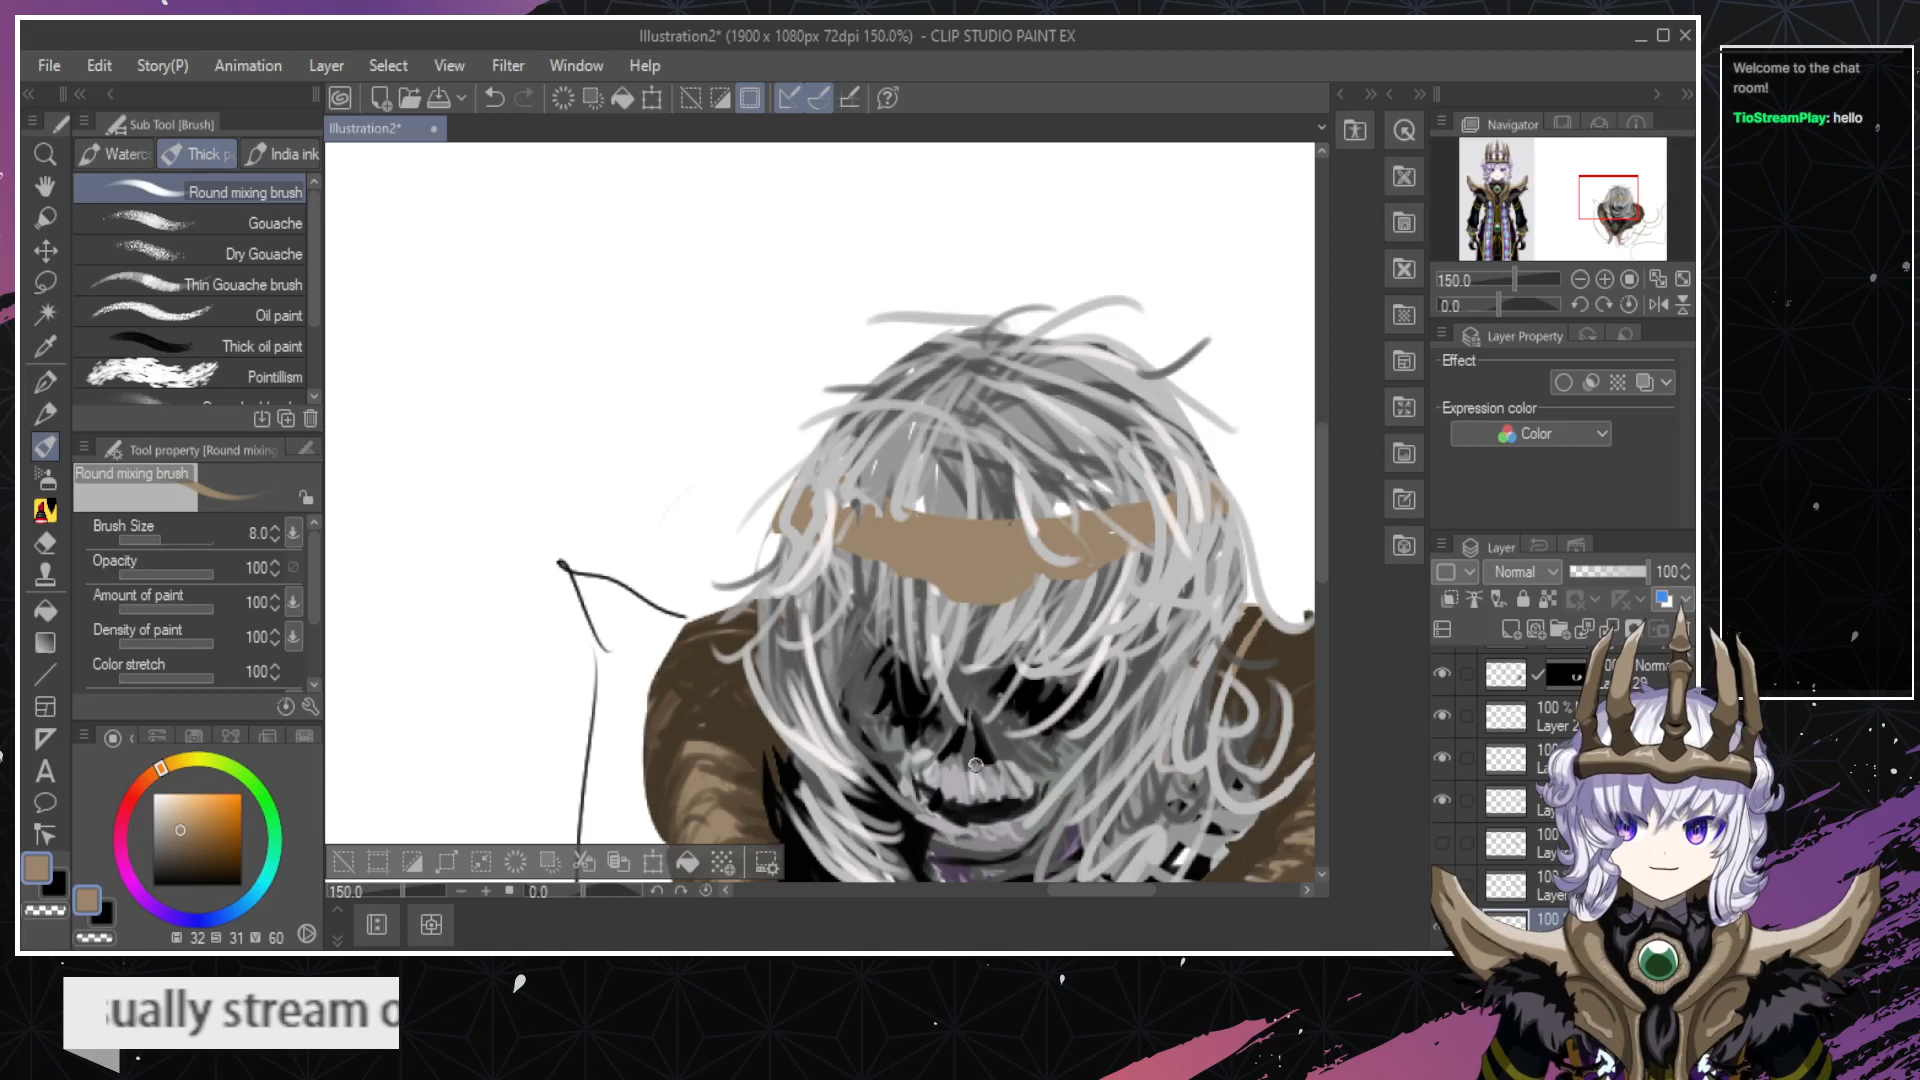 Illustration2* (1900 x 1080px 72dpi 150.0%)  - CLIP STUDIO PAINT EX
File Edit Story(P) Animation Layer Select View Filter Window Help
Sub Tool [Brush]
Thick p
India ink
Round mixing brush
Gouache
Dry Gouache
Thin Gouache brush
Oil paint
Thick oil paint
Pointillism
Tool property [Round mixing
Round mixing brush
Brush Size 8.0
Opacity 100
Amount of paint 100
Density of paint 100
Color stretch 100
32 31 60
Illustration2*
150.0 0.0
Navigator
150.0
0.0
Layer Property
Effect
Expression color
Color
Layer
Normal 100
Welcome to the chat
room!
TioStreamPlay: hello
sually stream o